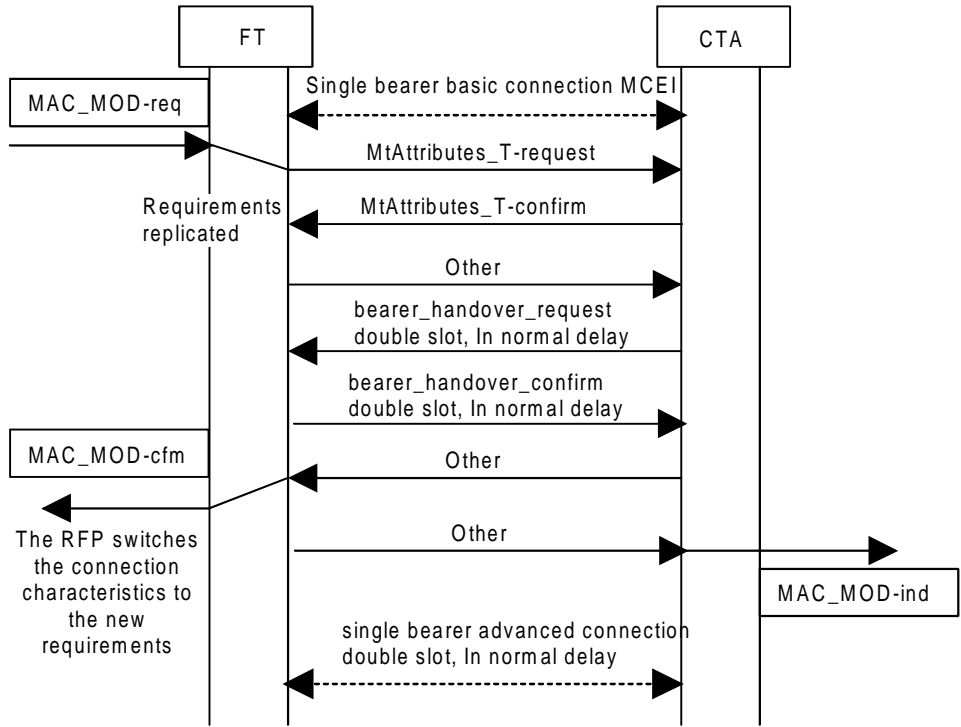 FT
CTA
Single bearer basic connection MCEI
MAC_MOD-req
MtAttributes_T-request
Requirements
replicated
MtAttributes_T-confirm
Other
bearer_handover_request
double slot, In normal delay
bearer_handover_confirm
double slot, In normal delay
MAC_MOD-cfm
Other
The RFP switches
the connection
characteristics to
the new
requirements
Other
MAC_MOD-ind
single bearer advanced connection
double slot, In normal delay